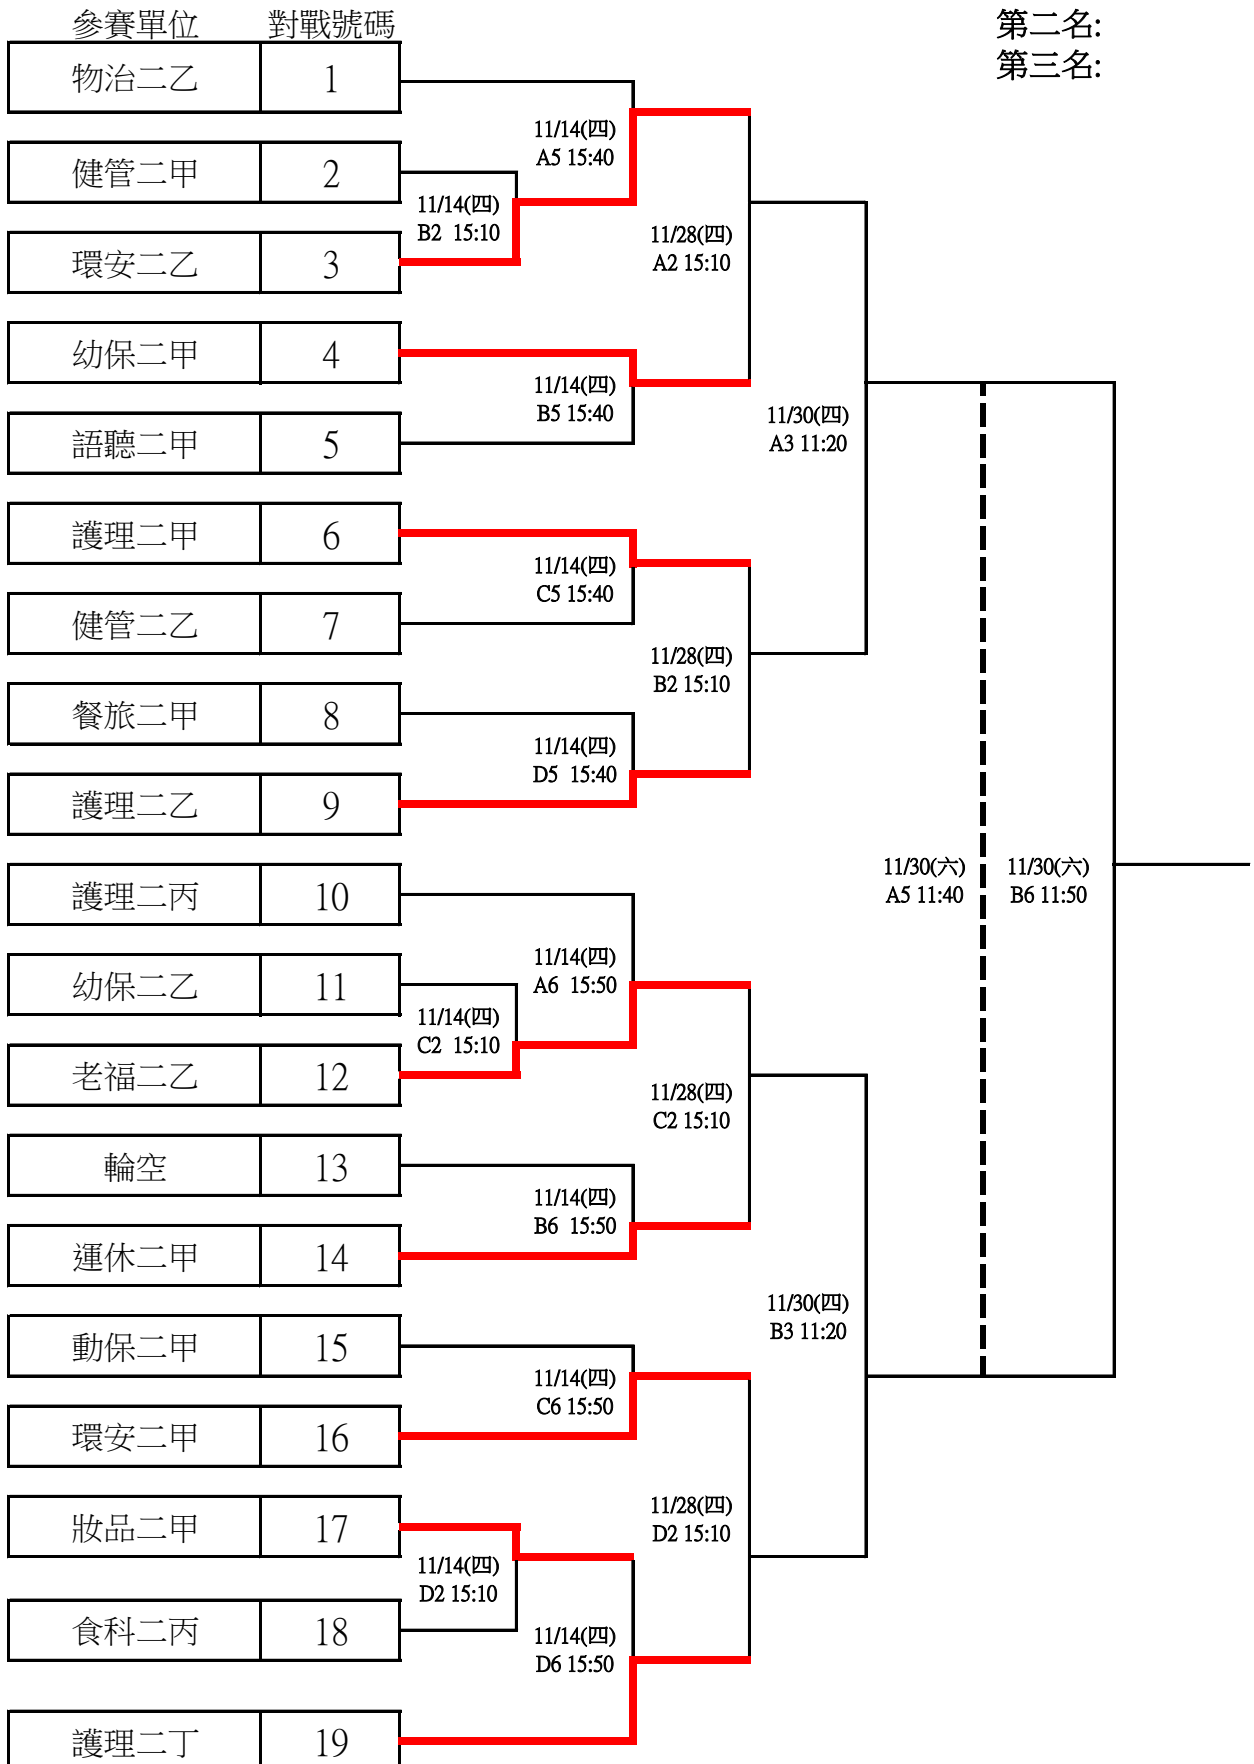 參賽單位 對戰號碼
第二名:
第三名:
物治二乙 1
11/14(四)
A5 15:40
健管二甲 2
11/14(四)
B2 15:10
環安二乙 3
11/28(四)
A2 15:10
幼保二甲 4
11/14(四)
B5 15:40
語聽二甲 5
11/30(四)
A3 11:20
護理二甲 6
11/14(四)
C5 15:40
健管二乙 7
11/28(四)
B2 15:10
餐旅二甲 8
11/14(四)
D5 15:40
護理二乙 9
11/30(六)
A5 11:40
11/30(六)
B6 11:50
護理二丙 10
11/14(四)
A6 15:50
幼保二乙 11
11/14(四)
C2 15:10
老福二乙 12
11/28(四)
C2 15:10
輪空 13
11/14(四)
B6 15:50
運休二甲 14
11/30(四)
B3 11:20
動保二甲 15
11/14(四)
C6 15:50
環安二甲 16
11/28(四)
D2 15:10
妝品二甲 17
11/14(四)
D2 15:10
食科二丙 18
11/14(四)
D6 15:50
護理二丁 19